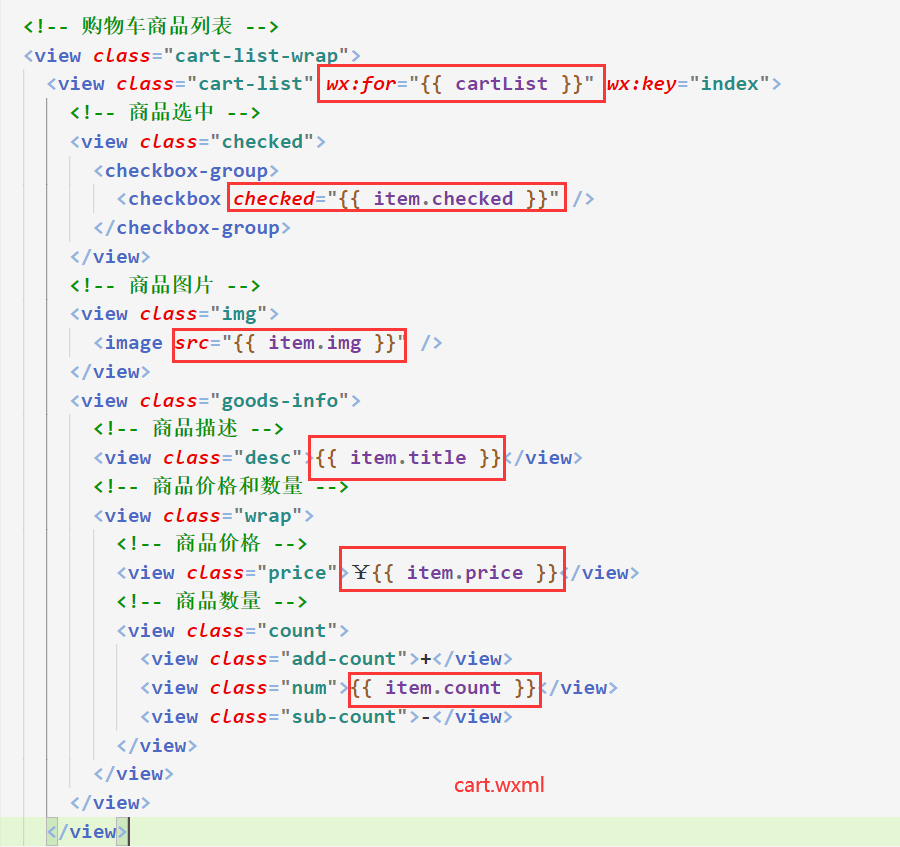 <!-- 购物车商品列表 -->
<view class="cart-list-wrap">
<view class="cart-list" wx:for="{{ cartList }}" wx:key="index">
<!-- 商品选中 -->
<view class="checked">
<checkbox-group>
<checkbox checked="{{ item.checked }}" />
</checkbox-group>
</view>
<!-- 商品图片 -->
<view class="img">
<image src="{{ item.img }}" />
</view>
<view class="goods-info">
<!-- 商品描述 -->
<view class="desc">{{ item.title }}</view>
<!-- 商品价格和数量 -->
<view class="wrap">
<!-- 商品价格 -->
<view class="price">¥{{ item.price }}</view>
<!-- 商品数量 -->
<view class="count">
<view class="add-count">+</view>
<view class="num">{{ item.count }}</view>
<view class="sub-count">-</view>
</view>
</view>
cart.wxml
</view>
</view>